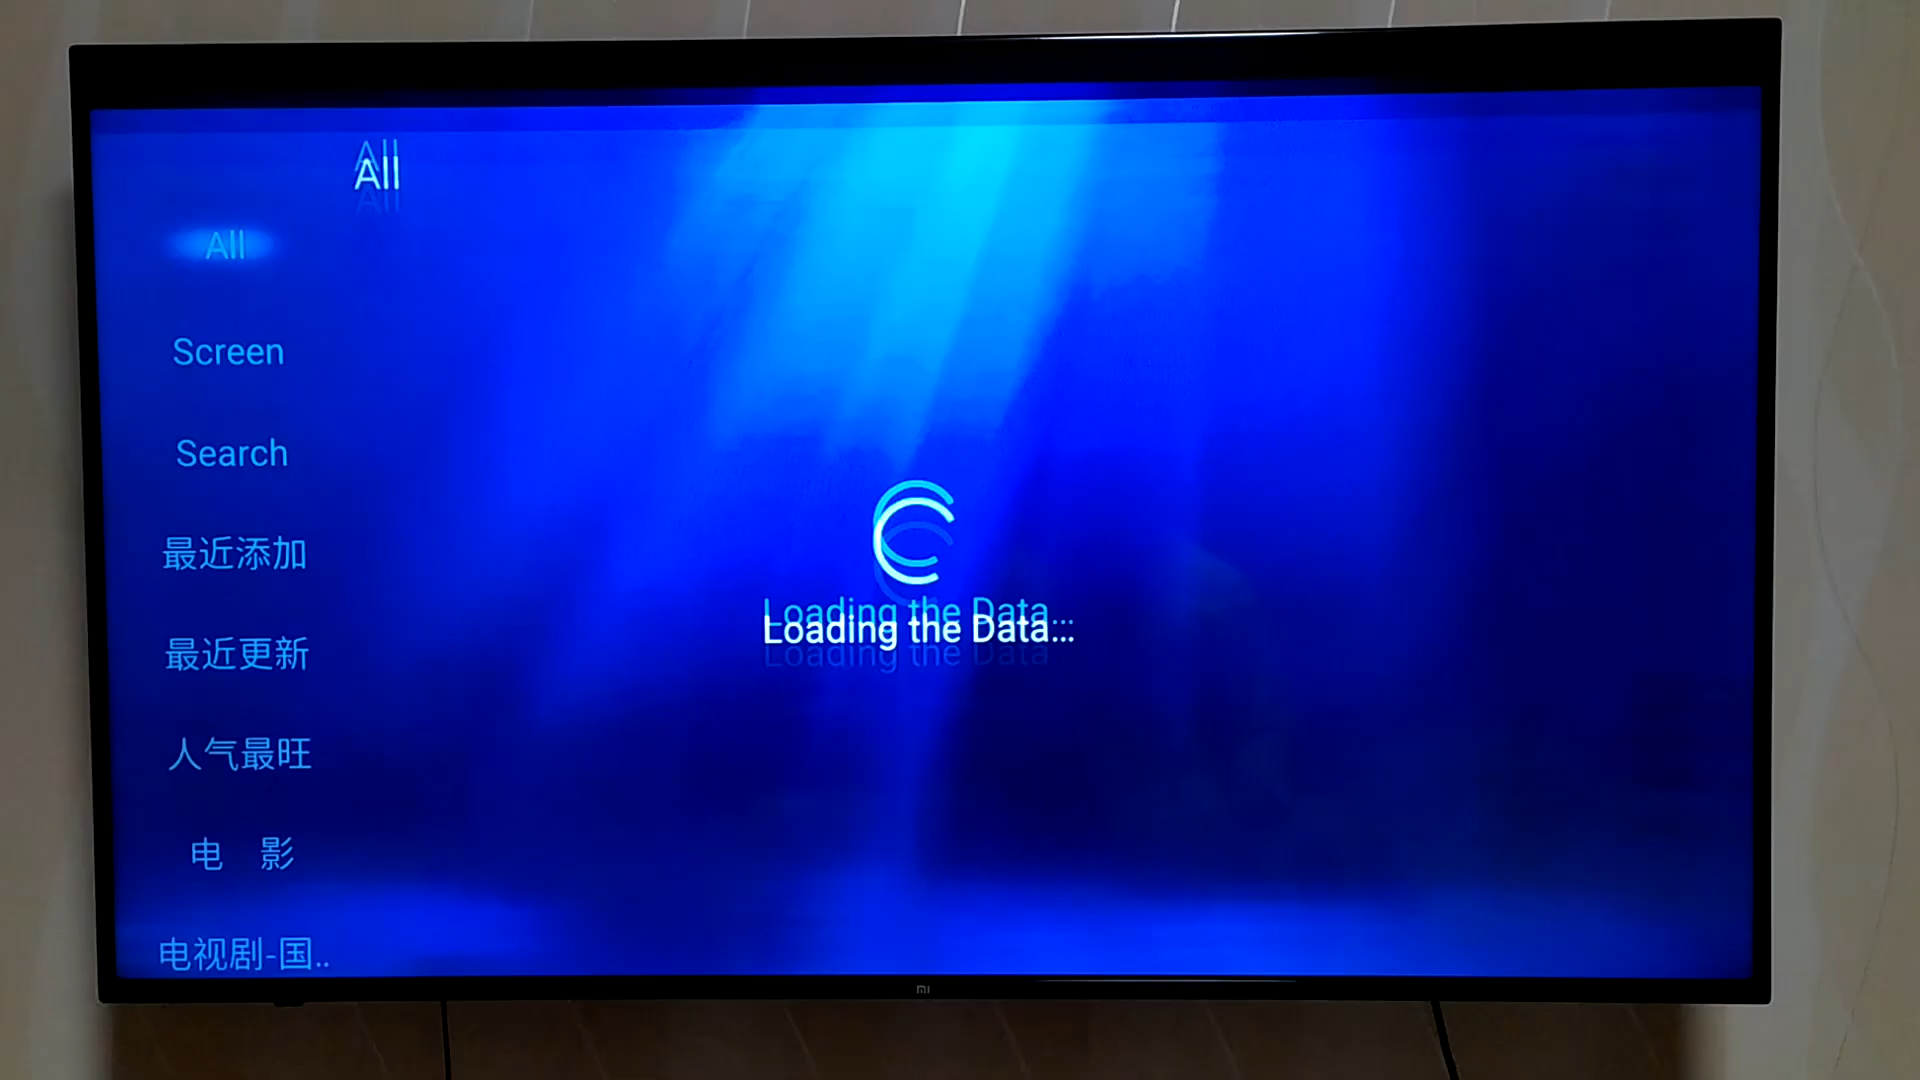 All
All
Screen
Search
最近添加
最近更新
人气最旺
电 影
电视剧-国..
Loading the Data...
mi